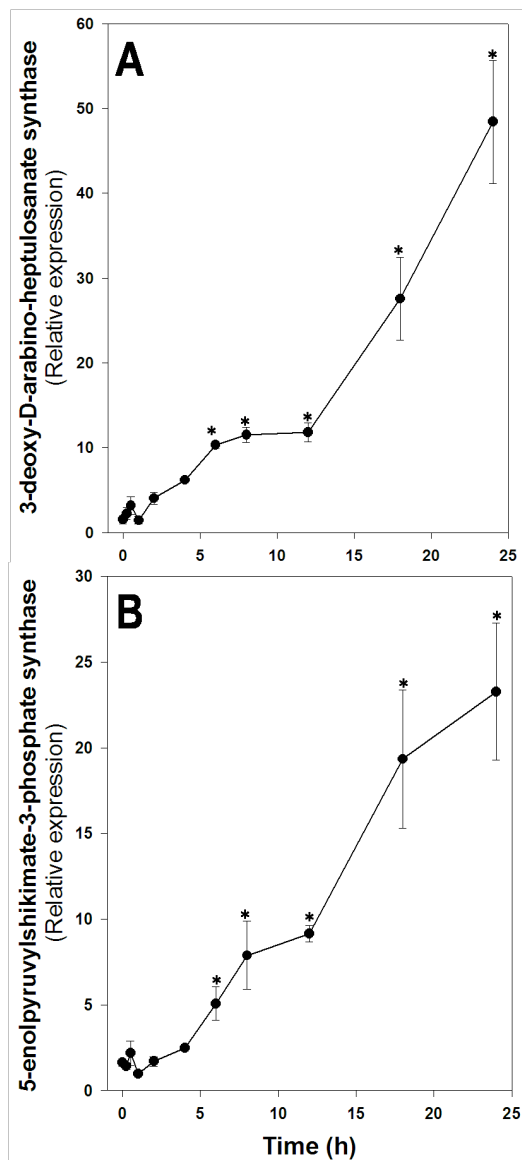 A
3-deoxy-D-arabino-heptulosanate synthase
(Relative expression)
60
50
40
30
20
10
0
*
*
*
*
*
0 5 10 15 20 25
B
5-enolpyruvylshikimate-3-phosphate synthase
(Relative expression)
30
25
20
15
10
5
0
*
*
*
*
*
0 5 10 15 20 25
Time (h)